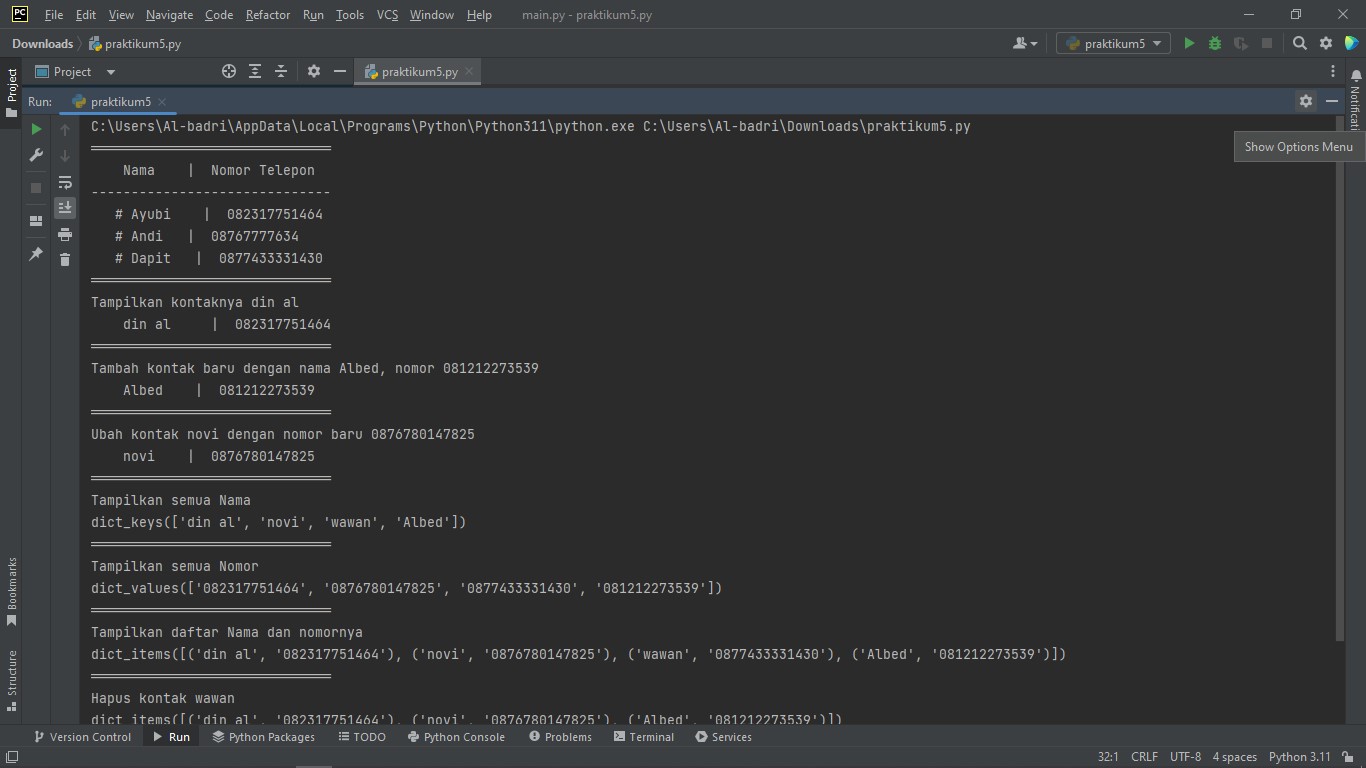 PC File Edit View Navigate Code Refactor Run Tools VCS Window Help main.py - praktikum5.py
Downloads praktikum5.py praktikum5
Project Project praktikum5.py Notificati
Run: praktikum5
C:\Users\Al-badri\AppData\Local\Programs\Python\Python311\python.exe C:\Users\Al-badri\Downloads\praktikum5.py
==============================
Nama | Nomor Telepon
------------------------------
# Ayubi | 082317751464
# Andi | 08767777634
# Dapit | 0877433331430
==============================
Tampilkan kontaknya din al
din al | 082317751464
==============================
Tambah kontak baru dengan nama Albed, nomor 081212273539
Albed | 081212273539
==============================
Ubah kontak novi dengan nomor baru 0876780147825
novi | 0876780147825
==============================
Tampilkan semua Nama
dict_keys(['din al', 'novi', 'wawan', 'Albed'])
==============================
Tampilkan semua Nomor
dict_values(['082317751464', '0876780147825', '0877433331430', '081212273539'])
==============================
Tampilkan daftar Nama dan nomornya
dict_items([('din al', '082317751464'), ('novi', '0876780147825'), ('wawan', '0877433331430'), ('Albed', '081212273539')])
==============================
Hapus kontak wawan
dict_items([('din al', '082317751464'), ('novi', '0876780147825'), ('Albed', '081212273539')])
Show Options Menu
Bookmarks
Structure
Version Control Run Python Packages TODO Python Console Problems Terminal Services
32:1 CRLF UTF-8 4 spaces Python 3.11